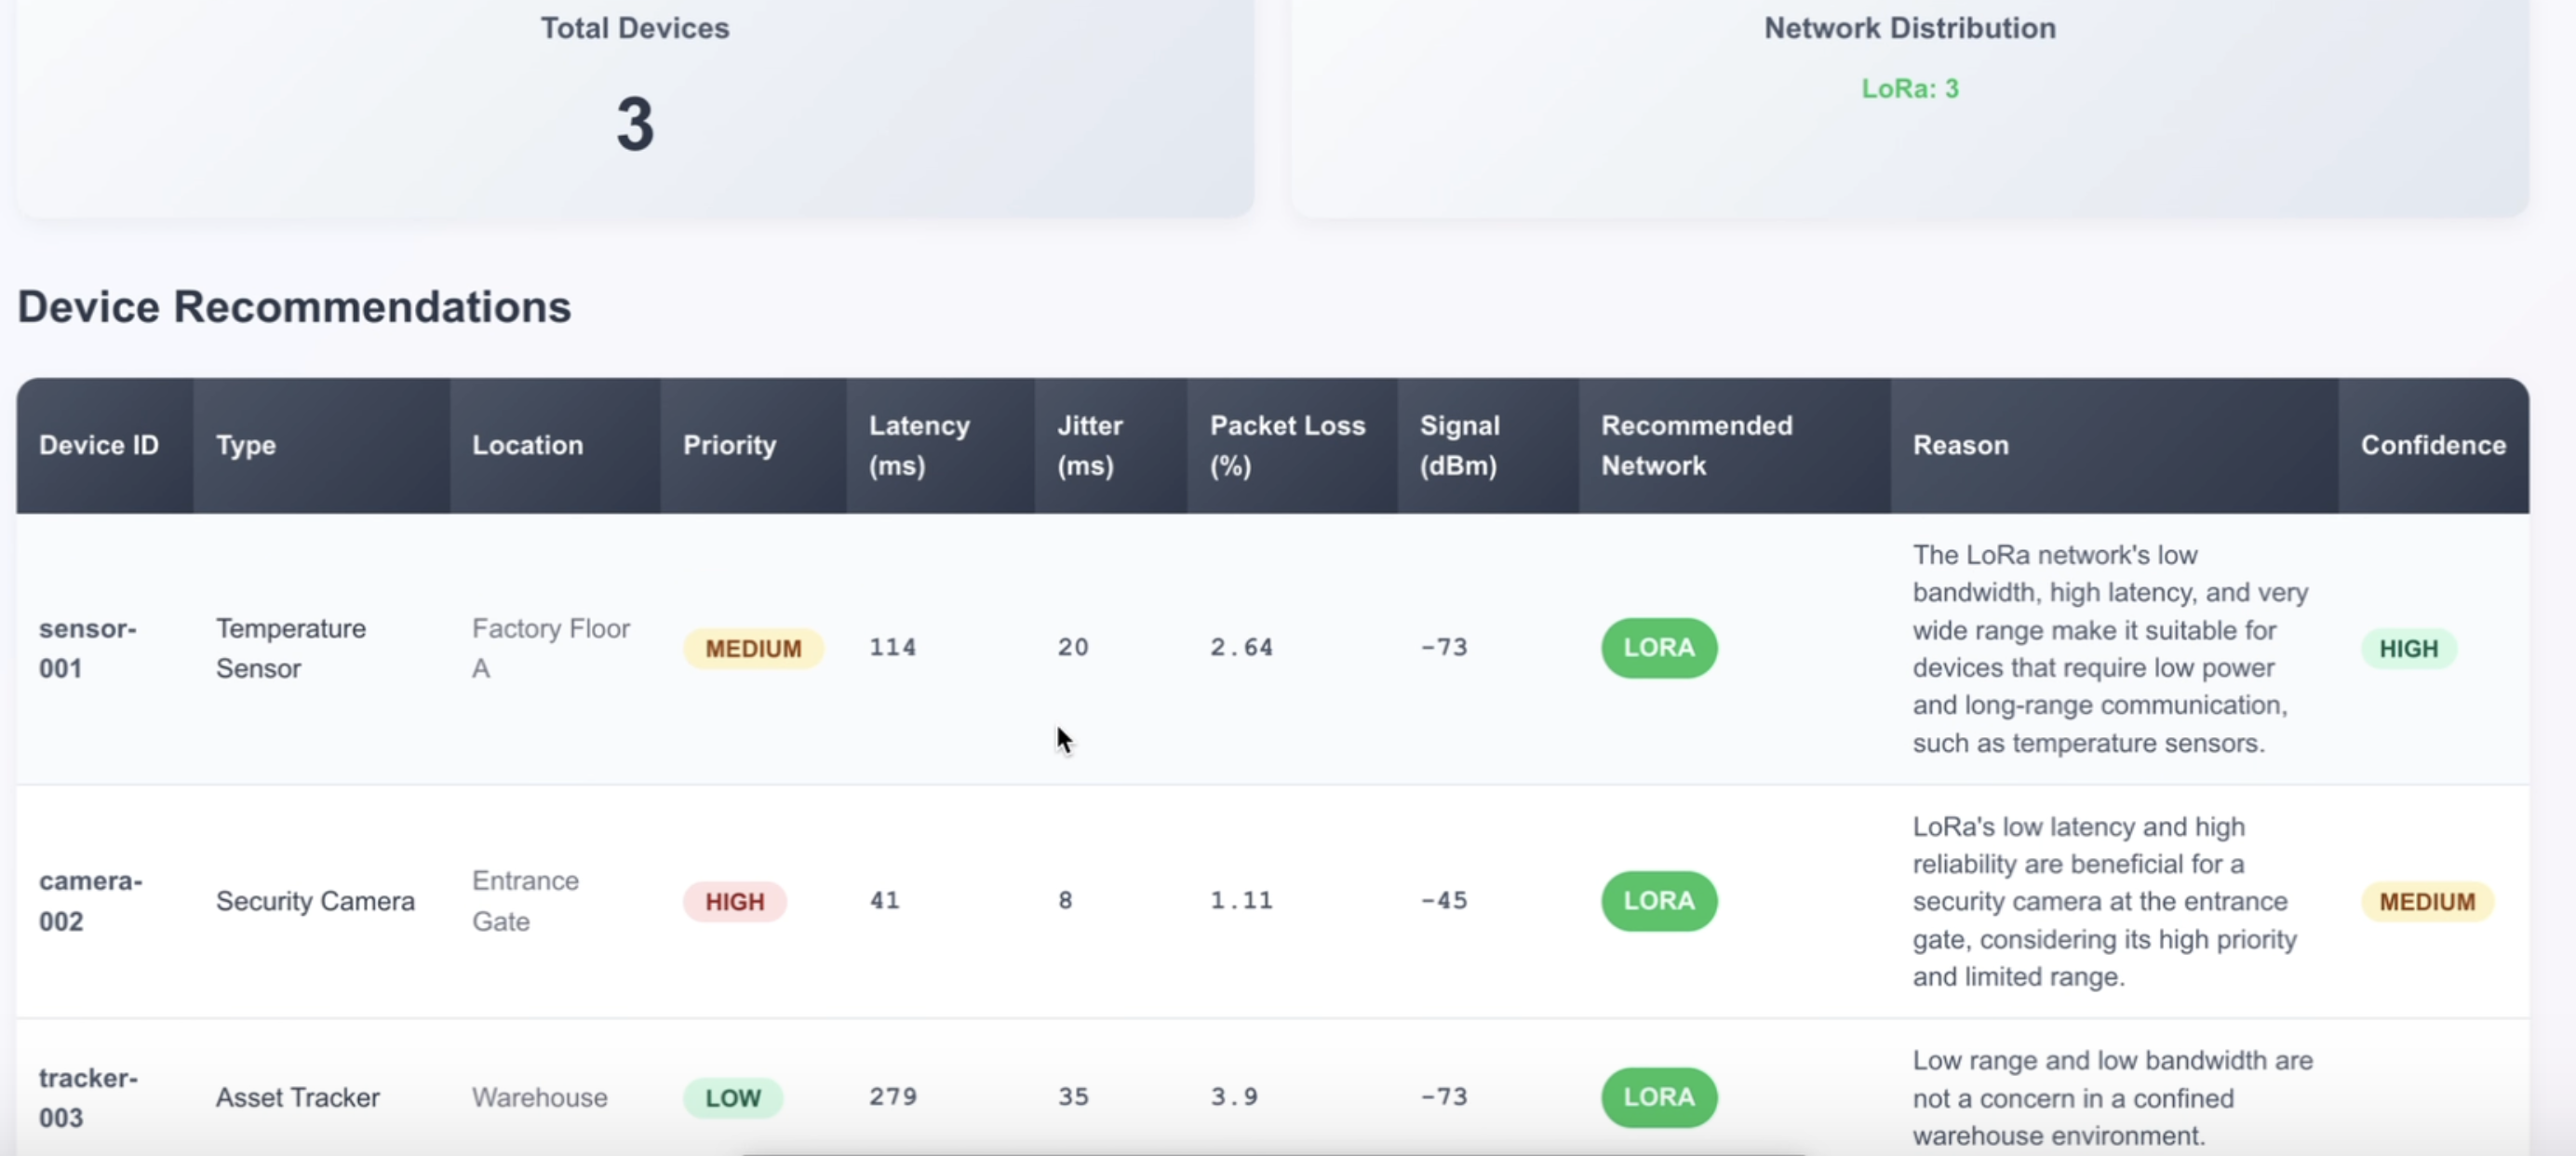 Total Devices
3
Network Distribution
LoRa: 3
Device Recommendations
Device ID
Type
Location
Priority
Latency
(ms)
Jitter
(ms)
Packet Loss
(%)
Signal
(dBm)
Recommended
Network
Reason
Confidence
sensor-
001
Temperature
Sensor
Factory Floor
A
MEDIUM
114
20
2.64
-73
LORA
The LoRa network's low
bandwidth, high latency, and very
wide range make it suitable for
devices that require low power
and long-range communication,
such as temperature sensors.
HIGH
camera-
002
Security Camera
Entrance
Gate
HIGH
41
8
1.11
-45
LORA
LoRa's low latency and high
reliability are beneficial for a
security camera at the entrance
gate, considering its high priority
and limited range.
MEDIUM
tracker-
003
Asset Tracker
Warehouse
LOW
279
35
3.9
-73
LORA
Low range and low bandwidth are
not a concern in a confined
warehouse environment.